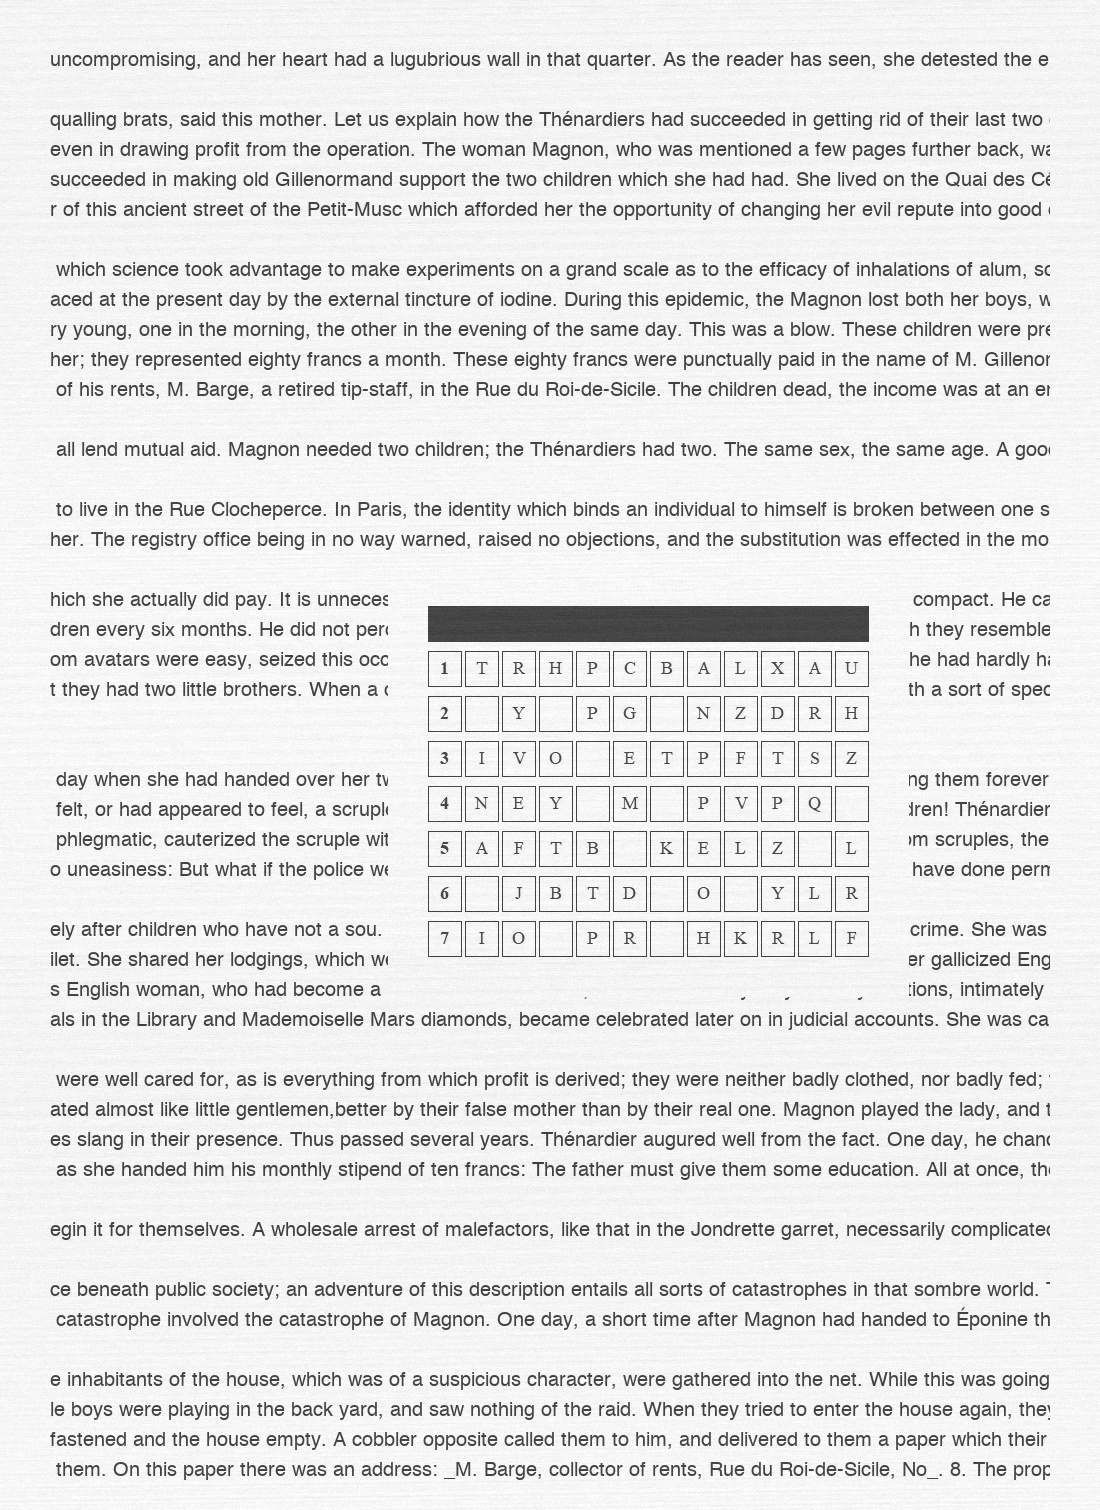 uncompromising, and her heart had a lugubrious wall in that quarter. As the reader has seen, she detested the
qualling brats, said this mother. Let us explain how the Thénardiers had succeeded in getting rid of their last two
even in drawing profit from the operation. The woman Magnon, who was mentioned a few pages further back,
succeeded in making old Gillenormand support the two children which she had had. She lived on the Quai des
r of this ancient street of the Petit-Musc which afforded her the opportunity of changing her evil repute into good
which science took advantage to make experiments on a grand scale as to the efficacy of inhalations of alum,
aced at the present day by the external tincture of iodine. During this epidemic, the Magnon lost both her boys,
ry young, one in the morning, the other in the evening of the same day. This was a blow. These children were
her; they represented eighty francs a month. These eighty francs were punctually paid in the name of M.
of his rents, M. Barge, a retired tip-staff, in the Rue du Roi-de-Sicile. The children dead, the income was at an
all lend mutual aid. Magnon needed two children; the Thénardiers had two. The same sex, the same age. A
to live in the Rue Clocheperce. In Paris, the identity which binds an individual to himself is broken between one
her. The registry office being in no way warned, raised no objections, and the substitution was effected in the
hich she actually did pay. It is compact. He
dren every six months. He did not h they resemble
om avatars were easy, seized this he had hardly
t they had two little brothers. When a th a sort of
1 T R H P C B A L X A U
2 Y P G N Z D R H
3 I V O E T P F T S Z
4 N E Y M P V P Q
5 A F T B K E L Z L
6 J B T D O Y L R
7 I O P R H K R L F
day when she had handed over her ng them forever
felt, or had appeared to feel, a dren! Thénardier
phlegmatic, cauterized the scruple scruples, the
o uneasiness: But what if the police have done
ely after children who have not a sou. crime. She was
ilet. She shared her lodgings, which er gallicized
s English woman, who had become a tions, intimately
als in the Library and Mademoiselle Mars diamonds, became celebrated later on in judicial accounts. She was
were well cared for, as is everything from which profit is derived; they were neither badly clothed, nor badly fed;
ated almost like little gentlemen,better by their false mother than by their real one. Magnon played the lady, and
es slang in their presence. Thus passed several years. Thénardier augured well from the fact. One day, he
as she handed him his monthly stipend of ten francs: The father must give them some education. All at once,
egin it for themselves. A wholesale arrest of malefactors, like that in the Jondrette garret, necessarily
ce beneath public society; an adventure of this description entails all sorts of catastrophes in that sombre world.
catastrophe involved the catastrophe of Magnon. One day, a short time after Magnon had handed to Éponine
e inhabitants of the house, which was of a suspicious character, were gathered into the net. While this was going
le boys were playing in the back yard, and saw nothing of the raid. When they tried to enter the house again,
fastened and the house empty. A cobbler opposite called them to him, and delivered to them a paper which their
them. On this paper there was an address: _M. Barge, collector of rents, Rue du Roi-de-Sicile, No_. 8. The